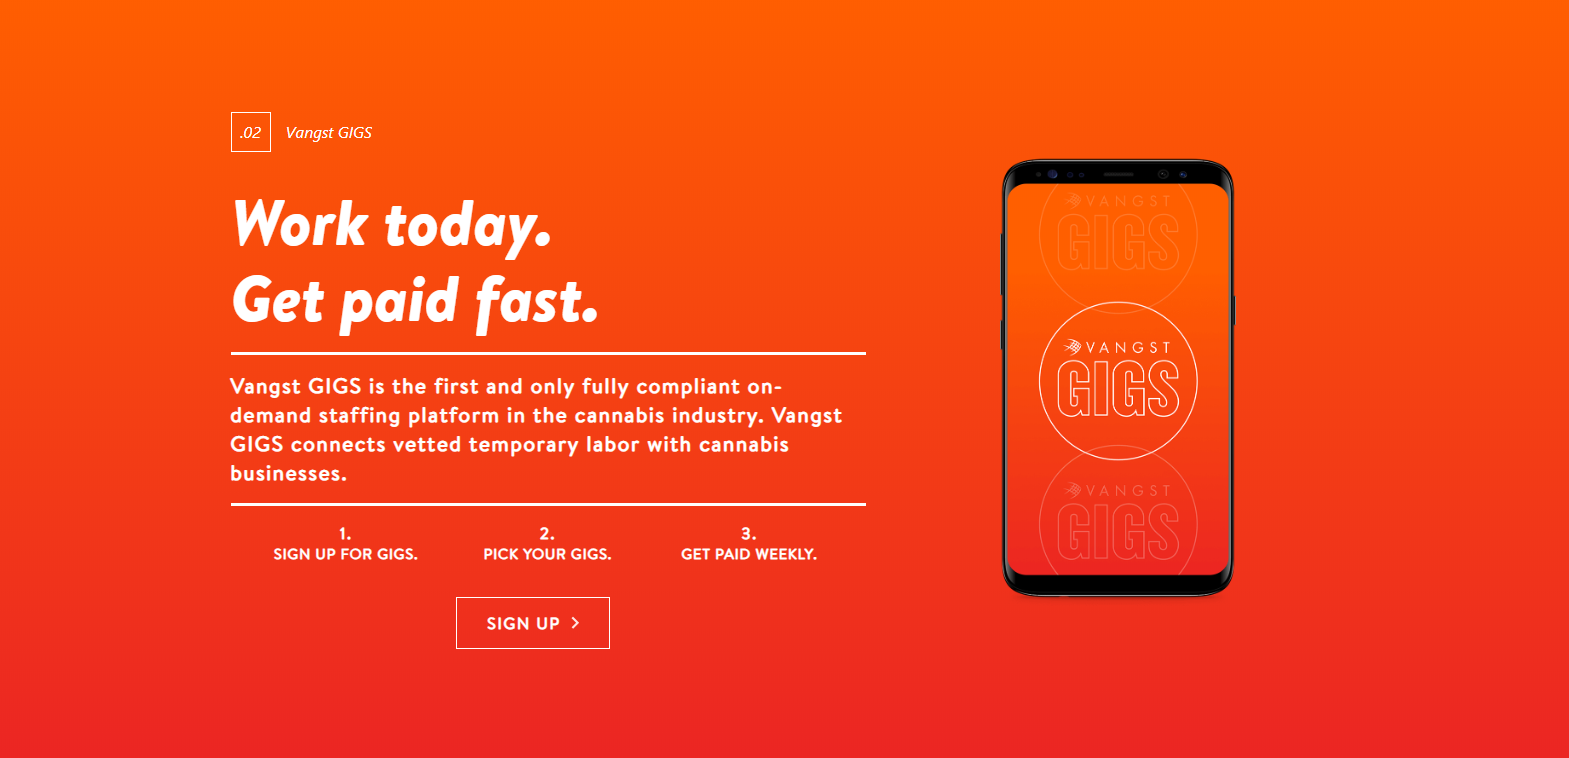 .02 Vangst GIGS
Work today.
Get paid fast.
Vangst GIGS is the first and only fully compliant on-
demand staffing platform in the cannabis industry. Vangst
GIGS connects vetted temporary labor with cannabis
businesses.
1.
SIGN UP FOR GIGS.
2.
PICK YOUR GIGS.
3.
GET PAID WEEKLY.
SIGN UP >
VANGST
GIGS
VANGST
GIGS
VANGST
GIGS